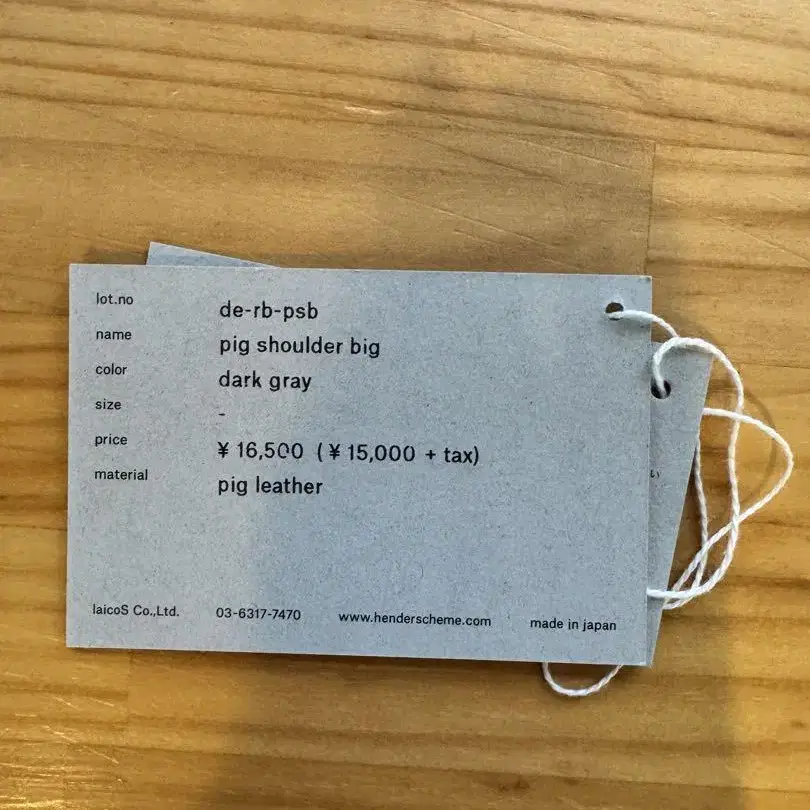 lot.no de-rb-psb
name pig shoulder big
color dark gray
size -
price ¥ 16,500 (¥ 15,000 + tax)
material pig leather
laicoS Co.,Ltd. 03-6317-7470 www.henderscheme.com made in japan
い